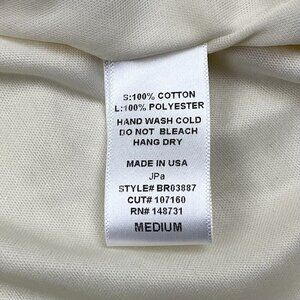 S:100% COTTON
L:100% POLYESTER
HAND WASH COLD
DO NOT BLEACH
HANG DRY
MADE IN USA
JPa
STYLE# BR03887
CUT# 107160
RN# 148731
MEDIUM